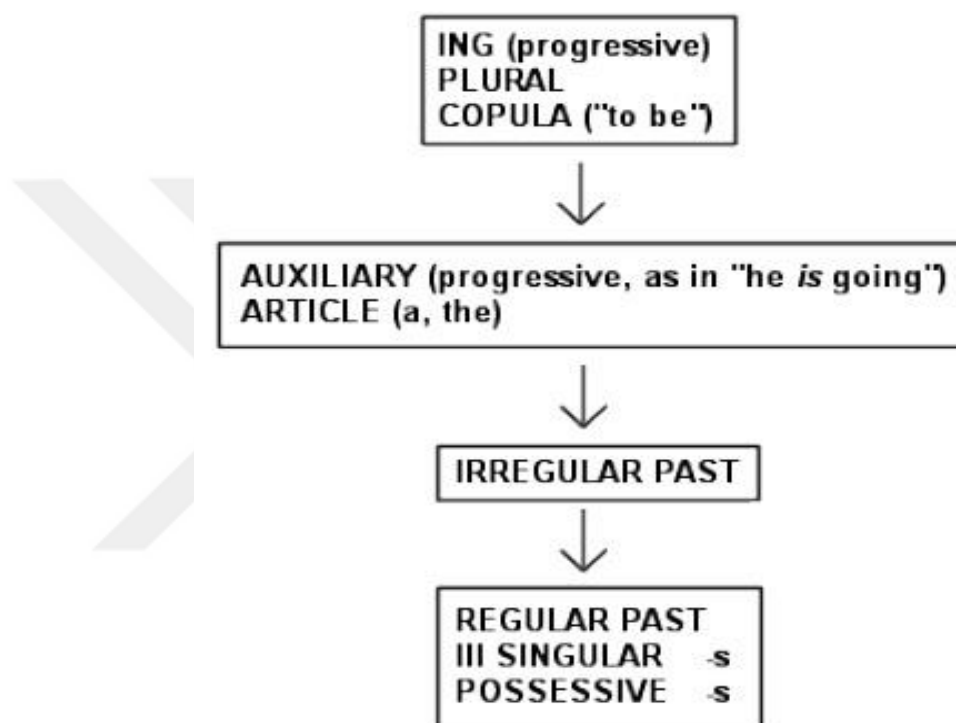 ING (progressive)
PLURAL
COPULA ("to be")
AUXILIARY (progressive, as in "he is going")
ARTICLE (a, the)
IRREGULAR PAST
REGULAR PAST
III SINGULAR -s
POSSESSIVE -s